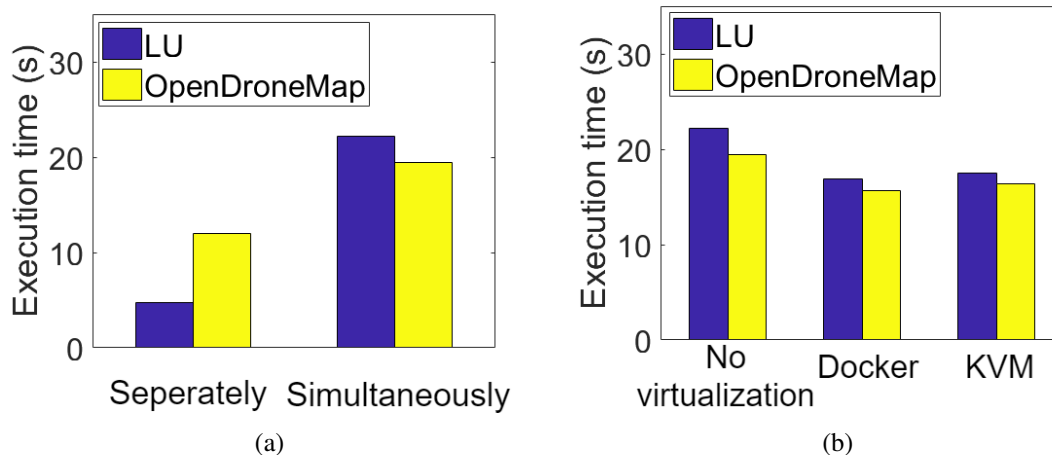 Execution time (s)
30
20
10
0
LU
OpenDroneMap
Seperately
Simultaneously
(a)
Execution time (s)
30
20
10
0
LU
OpenDroneMap
No
virtualization
Docker
KVM
(b)